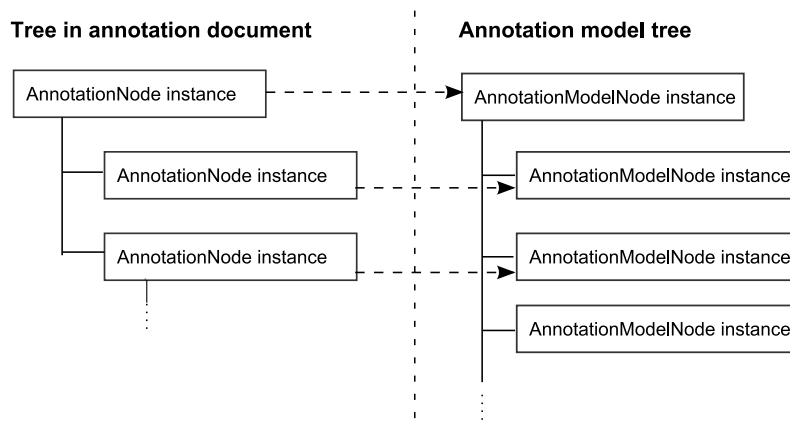 Tree in annotation document
Annotation model tree
AnnotationNode instance
AnnotationModelNode instance
AnnotationNode instance
AnnotationModelNode instance
AnnotationNode instance
AnnotationModelNode instance
AnnotationModelNode instance